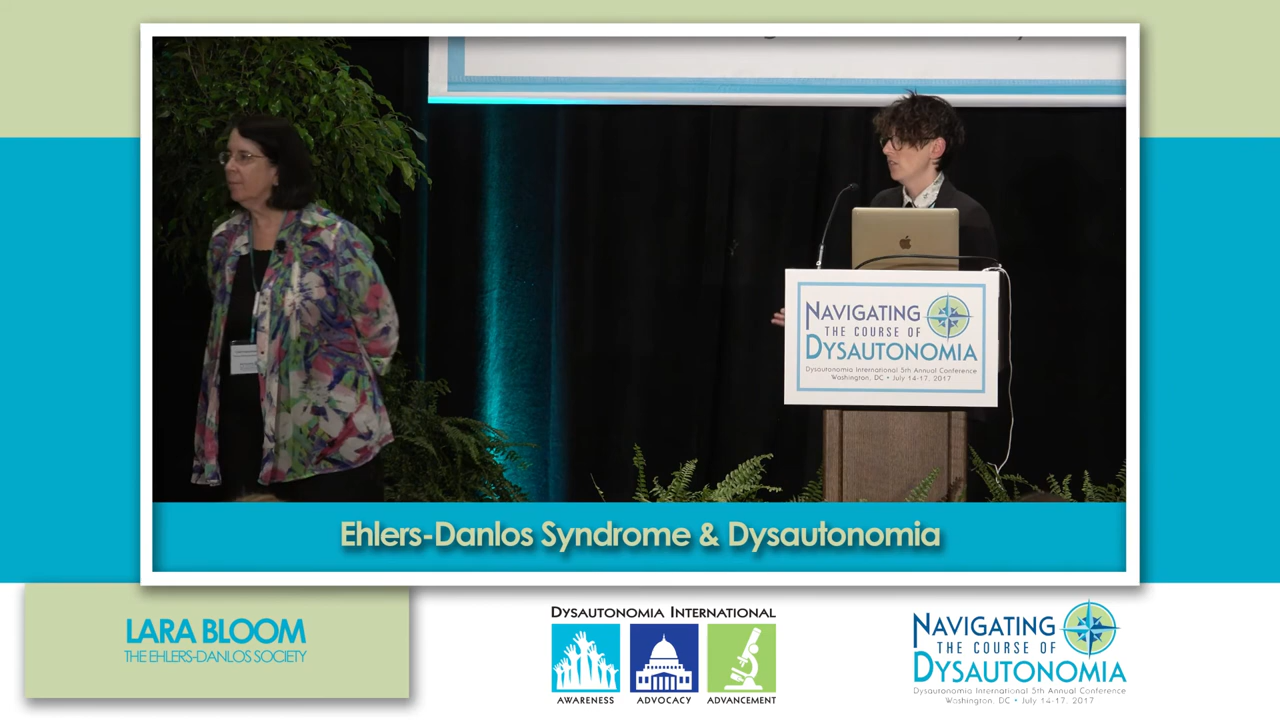 NAVIGATING
THE COURSE OF
DYSAUTONOMIA
Dysautonomia International 5th Annual Conference
Washington, DC • July 14-17, 2017
Ehlers-Danlos Syndrome & Dysautonomia
LARA BLOOM
THE EHLERS-DANLOS SOCIETY
DYSAUTONOMIA INTERNATIONAL
AWARENESS
ADVOCACY
ADVANCEMENT
NAVIGATING
THE COURSE OF
DYSAUTONOMIA
Dysautonomia International 5th Annual Conference
Washington, DC • July 14-17, 2017